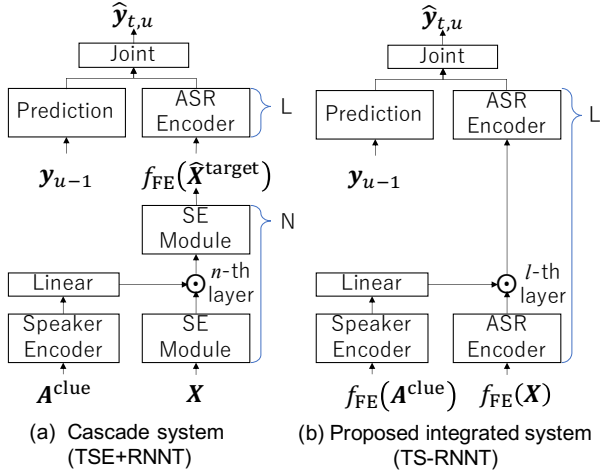 ŷ_{t,u}
Joint
Prediction
ASR
Encoder
L
y_{u−1}
f_FE(X̂^target)
SE
Module
N
Linear
n-th
layer
Speaker
Encoder
SE
Module
A^clue
X
(a) Cascade system
(TSE+RNNT)
ŷ_{t,u}
Joint
Prediction
ASR
Encoder
L
y_{u−1}
Linear
l-th
layer
Speaker
Encoder
ASR
Encoder
f_FE(A^clue)
f_FE(X)
(b) Proposed integrated system
(TS-RNNT)